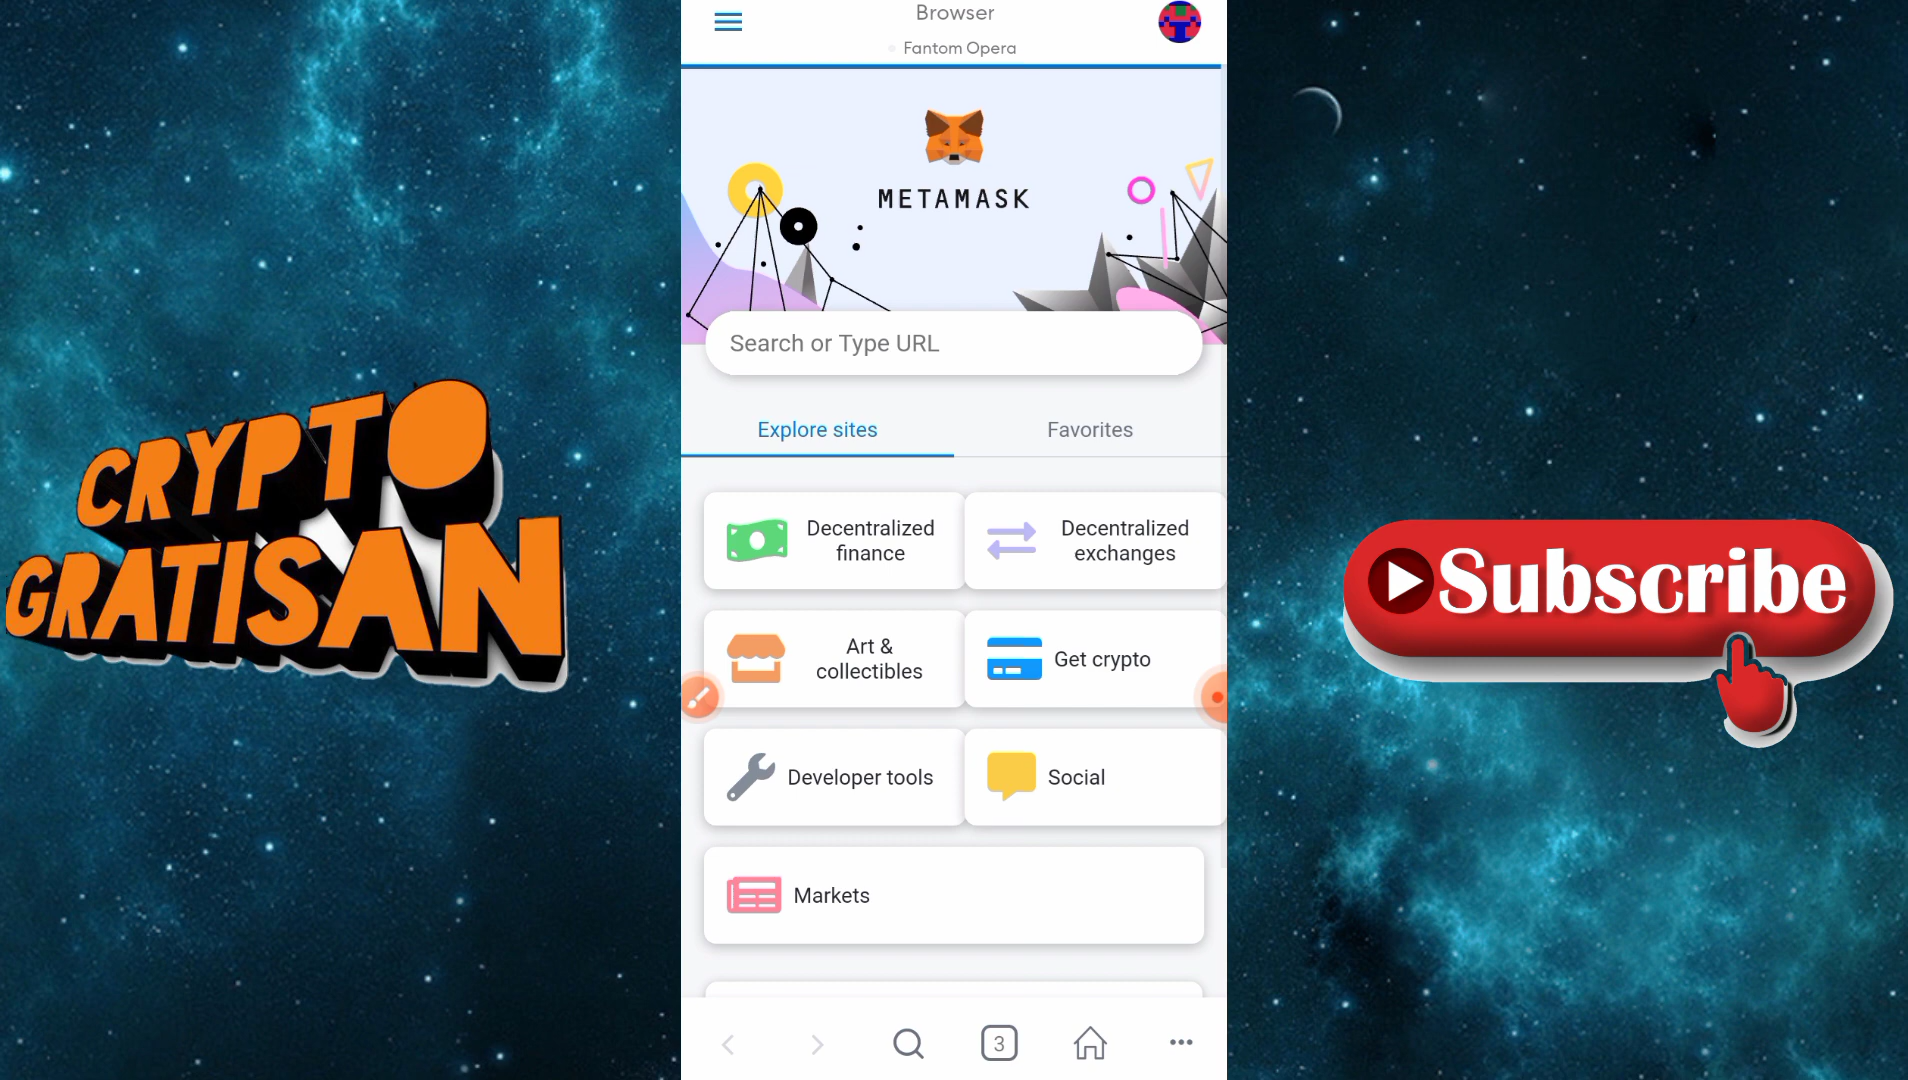 CRYPTO
GRATISAN
Browser
Fantom Opera
METAMASK
Search or Type URL
Explore sites
Favorites
Decentralized
finance
Decentralized
exchanges
Art &
collectibles
Get crypto
Developer tools
Social
Markets
3
Subscribe